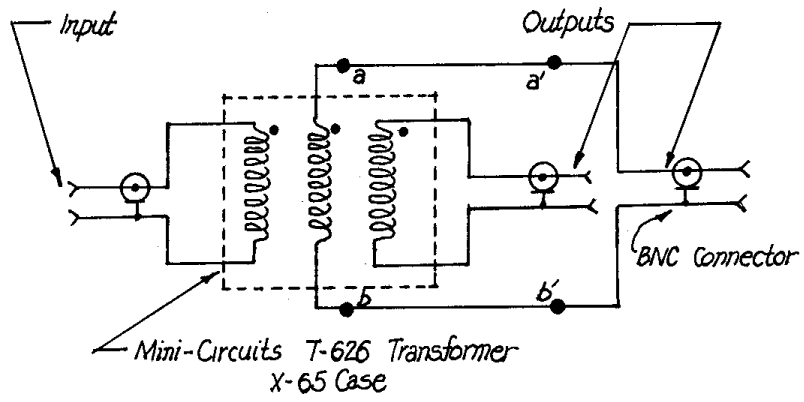 Input
Outputs
a
a'
b
b'
BNC Connector
Mini-Circuits T-626 Transformer
X-65 Case